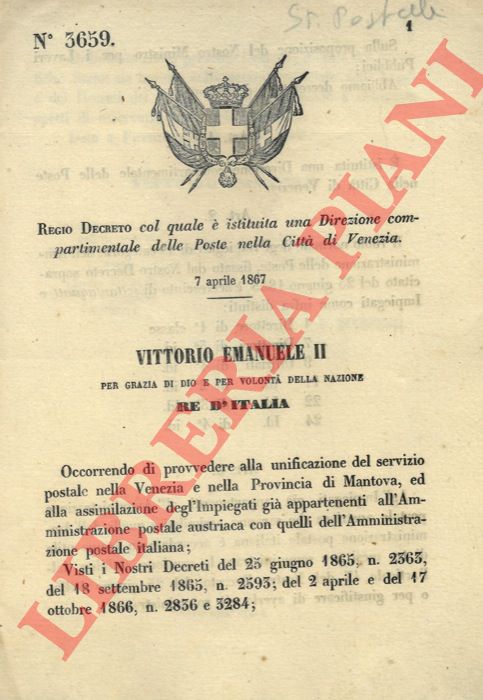 St. Postale
1
N° 3659.
REGIO DECRETO col quale è istituita una Direzione com-
partimentale delle Poste nella Città di Venezia.
7 aprile 1867
VITTORIO EMANUELE II
PER GRAZIA DI DIO E PER VOLONTÀ DELLA NAZIONE
RE D'ITALIA
Occorrendo di provvedere alla unificazione del servizio
postale nella Venezia e nella Provincia di Mantova, ed
alla assimilazione degl'Impiegati già appartenenti all'Am-
ministrazione postale austriaca con quelli dell'Amministra-
zione postale italiana;
Visti i Nostri Decreti del 25 giugno 1865, n. 2363,
del 18 settembre 1865, n. 2593; del 2 aprile e del 17
ottobre 1866, n. 2836 e 3284;
LIBRERIA PIANI